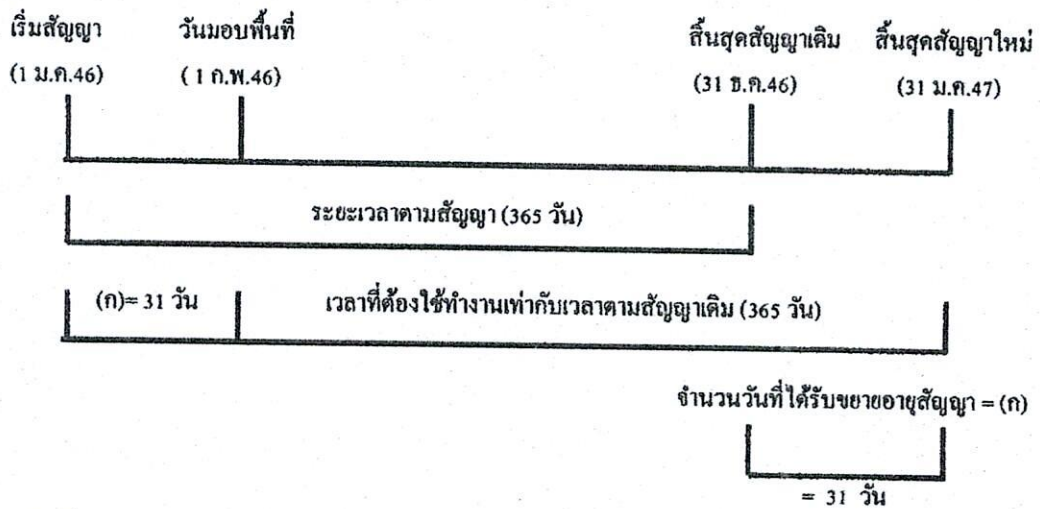 เริ่มสัญญา วันมอบพื้นที่ สิ้นสุดสัญญาเดิม สิ้นสุดสัญญาใหม่
(1 ม.ค.46) ( 1 ก.พ.46) (31 ธ.ค.46) (31 ม.ค.47)
ระยะเวลาตามสัญญา (365 วัน)
(ก)= 31 วัน เวลาที่ต้องใช้ทำงานเท่ากับเวลาตามสัญญาเดิม (365 วัน)
จำนวนวันที่ได้รับขยายอายุสัญญา = (ก)
= 31 วัน